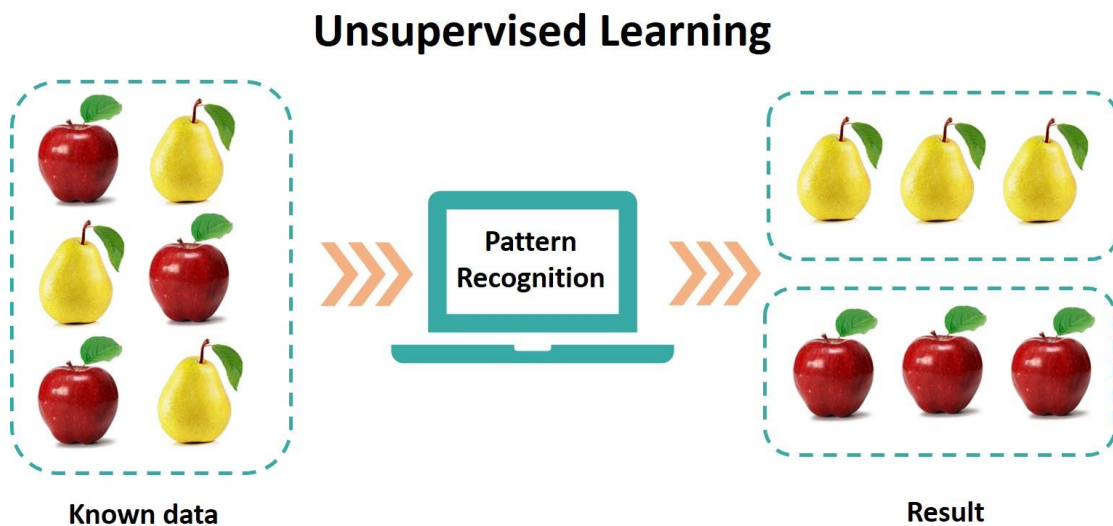 Unsupervised Learning
Pattern
Recognition
Known data
Result